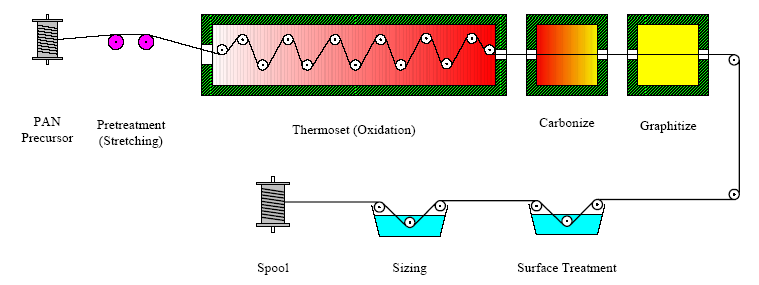 PAN
Precursor
Pretreatment
(Stretching)
Thermoset (Oxidation)
Carbonize
Graphitize
Spool
Sizing
Surface Treatment